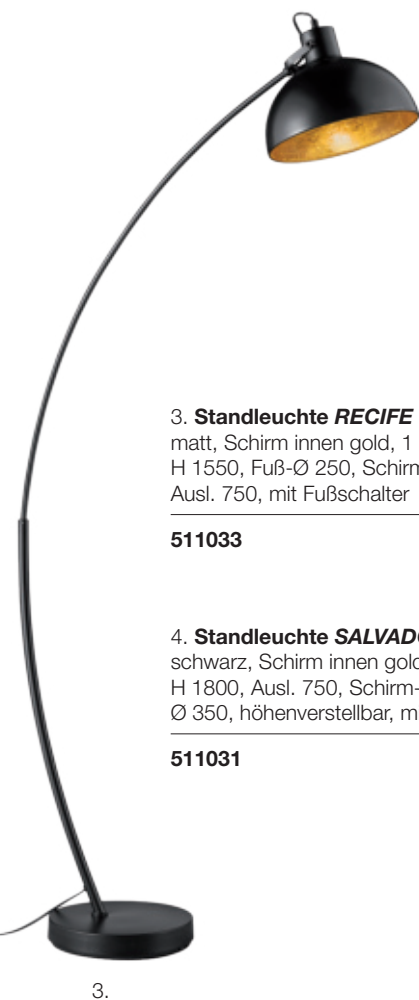 3. Standleuchte RECIFE
matt, Schirm innen gold, 1
H 1550, Fuß-Ø 250, Schirm
Ausl. 750, mit Fußschalter
511033
4. Standleuchte SALVAD
schwarz, Schirm innen gold
H 1800, Ausl. 750, Schirm-
Ø 350, höhenverstellbar, m
511031
3.